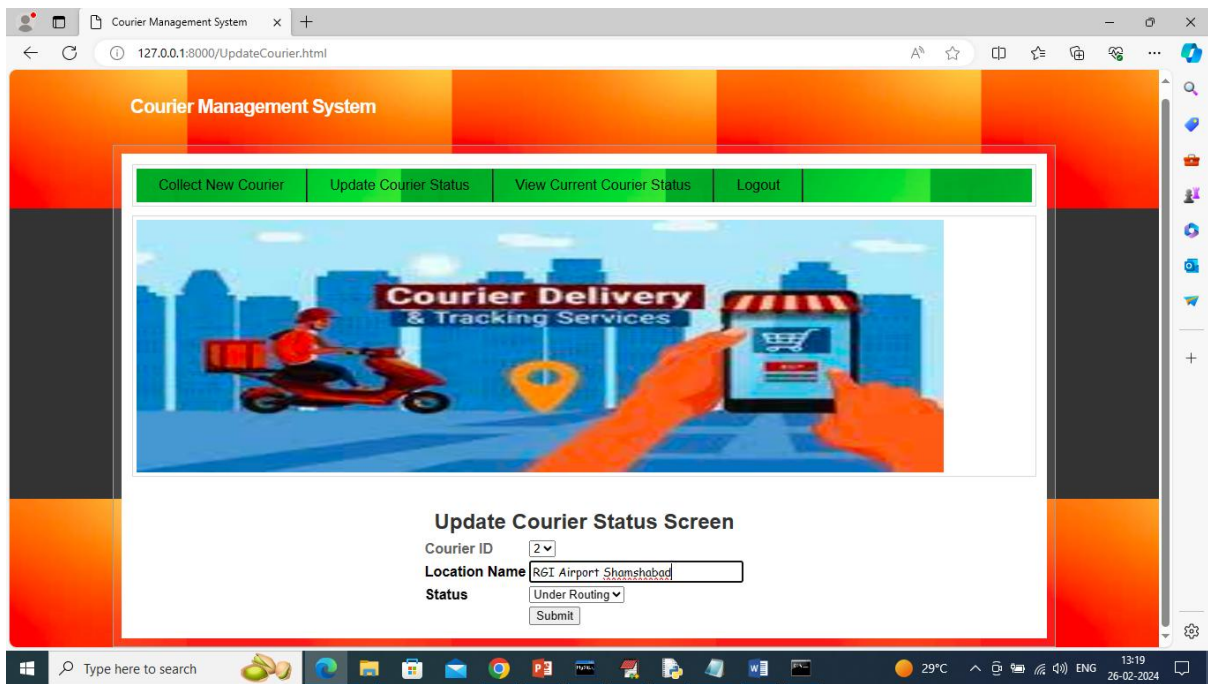 Courier Management System
127.0.0.1:8000/UpdateCourier.html
Courier Management System
Collect New Courier Update Courier Status View Current Courier Status Logout
Courier Delivery
& Tracking Services
Update Courier Status Screen
Courier ID 2
Location Name RGI Airport Shamshabad
Status Under Routing
Submit
Type here to search 29°C ENG 13:19
26-02-2024